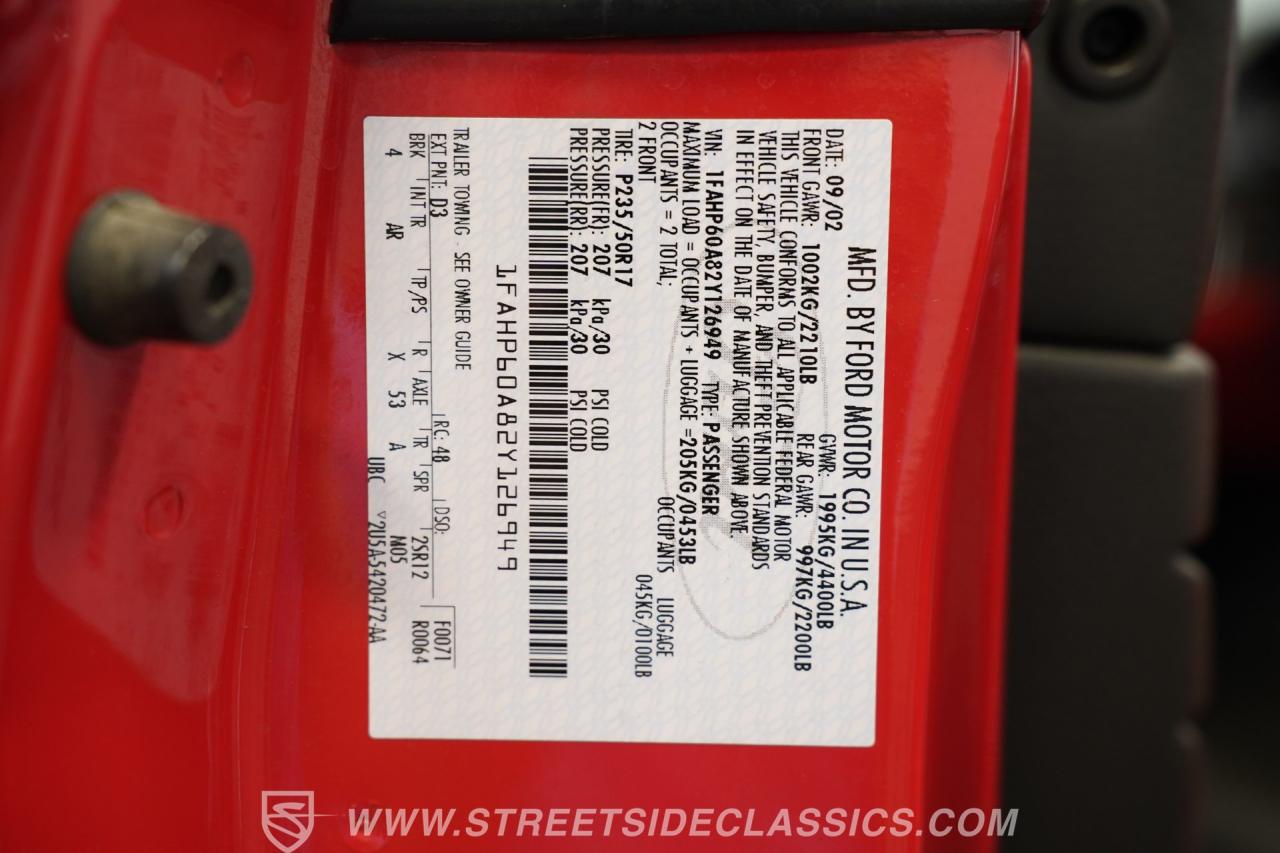 MFD. BY FORD MOTOR CO. IN U.S.A.
DATE: 09/02 GVWR: 1995KG/4400LB
FRONT GAWR: 1002KG/2210LB REAR GAWR: 997KG/2200LB
THIS VEHICLE CONFORMS TO ALL APPLICABLE FEDERAL MOTOR
VEHICLE SAFETY, BUMPER, AND THEFT PREVENTION STANDARDS
IN EFFECT ON THE DATE OF MANUFACTURE SHOWN ABOVE
VIN: 1FAHP60A82Y126949 TYPE: PASSENGER
MAXIMUM LOAD = OCCUPANTS + LUGGAGE =205KG/0453LB
OCCUPANTS = 2 TOTAL; OCCUPANTS LUGGAGE
2 FRONT 045KG/0100LB
TIRE: P235/50R17
PRESSURE(FR): 207 kPa/30 PSI COLD
PRESSURE(RR): 207 kPa/30 PSI COLD
1FAHP60A82Y126949
TRAILER TOWING - SEE OWNER GUIDE
F0071
EXT PNT: D3 RC: 48 DSO: R0064
BRK INT TR TP/PS R AXLE TR SPR 2SR12
4 AR X 53 A M05
UBC ▽2U5A-5420472-AA
WWW.STREETSIDECLASSICS.COM